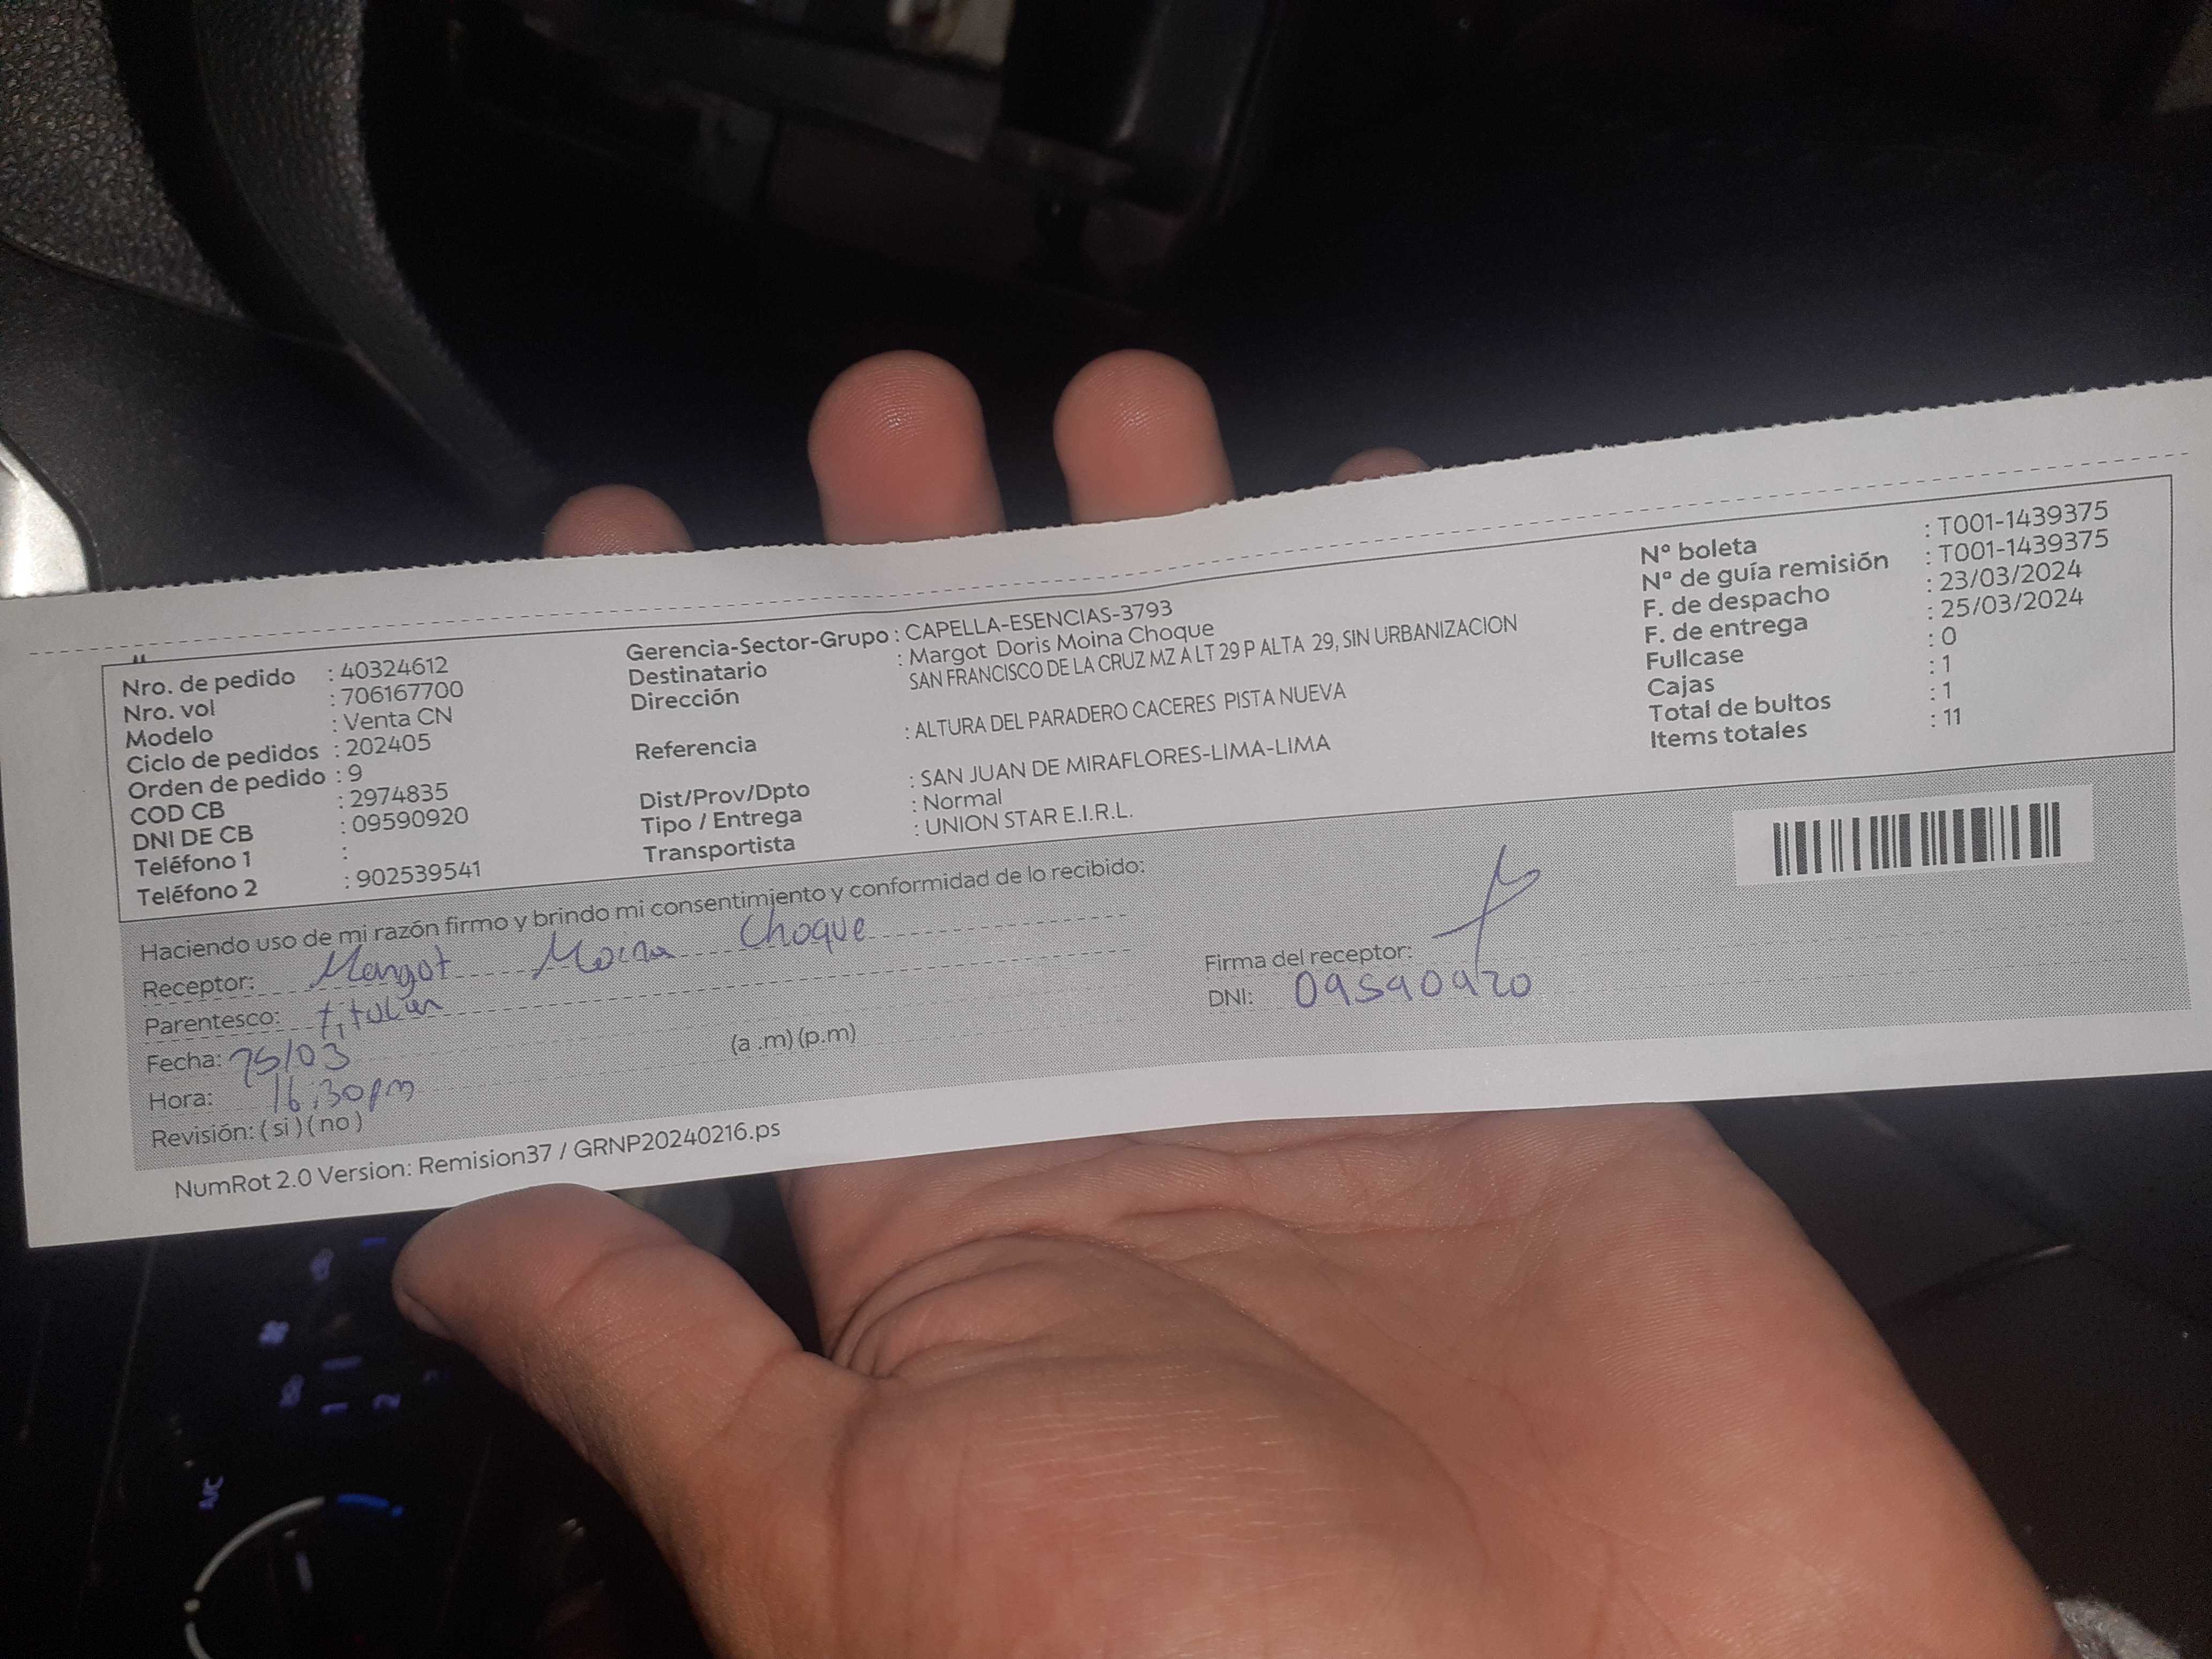 Nro. de pedido : 40324612
Nro. vol : 706167700
Modelo : Venta CN
Ciclo de pedidos : 202405
Orden de pedido : 9
COD CB : 2974835
DNI DE CB : 09590920
Teléfono 1 :
Teléfono 2 : 902539541
Gerencia-Sector-Grupo : CAPELLA-ESENCIAS-3793
Destinatario : Margot Doris Moina Choque
Dirección SAN FRANCISCO DE LA CRUZ MZ A LT 29 P ALTA 29, SIN URBANIZACION
Referencia : ALTURA DEL PARADERO CACERES PISTA NUEVA
Dist/Prov/Dpto : SAN JUAN DE MIRAFLORES-LIMA-LIMA
Tipo / Entrega : Normal
Transportista : UNION STAR E.I.R.L.
Nº boleta : T001-1439375
Nº de guía remisión : T001-1439375
F. de despacho : 23/03/2024
F. de entrega : 25/03/2024
Fullcase : 0
Cajas : 1
Total de bultos : 1
Items totales : 11
Haciendo uso de mi razón firmo y brindo mi consentimiento y conformidad de lo recibido:
Receptor: Margot Moina Choque
Parentesco: titular
Fecha: 25/03
Hora: 16:30pm (a .m) (p.m)
Revisión: ( si ) ( no )
Firma del receptor:
DNI: 09590920
NumRot 2.0 Version: Remision37 / GRNP20240216.ps
A/C
1
2